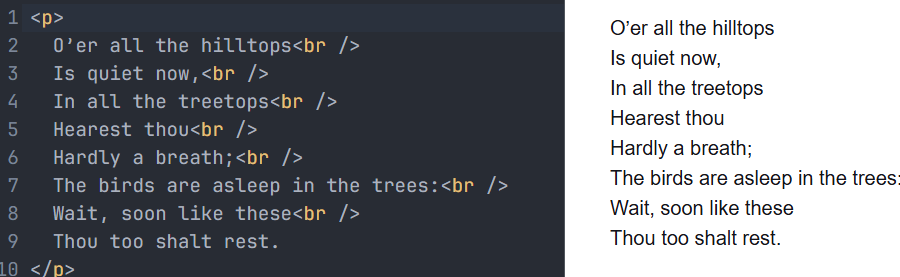 1 <p>
2 O’er all the hilltops<br />
3 Is quiet now,<br />
4 In all the treetops<br />
5 Hearest thou<br />
6 Hardly a breath;<br />
7 The birds are asleep in the trees:<br />
8 Wait, soon like these<br />
9 Thou too shalt rest.
10 </p>
O’er all the hilltops
Is quiet now,
In all the treetops
Hearest thou
Hardly a breath;
The birds are asleep in the trees:
Wait, soon like these
Thou too shalt rest.